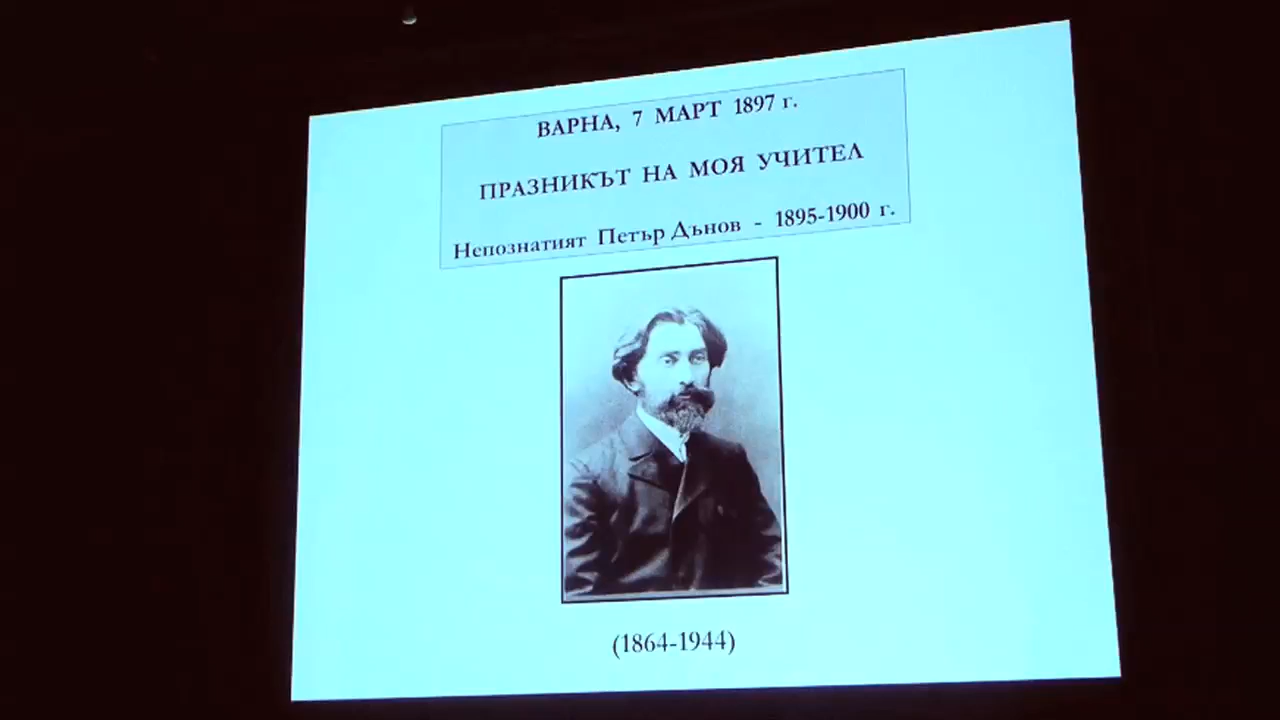 ВАРНА, 7 МАРТ 1897 г.
ПРАЗНИКЪТ НА МОЯ УЧИТЕЛ
Непознатият Петър Дънов - 1895-1900 г.
(1864-1944)